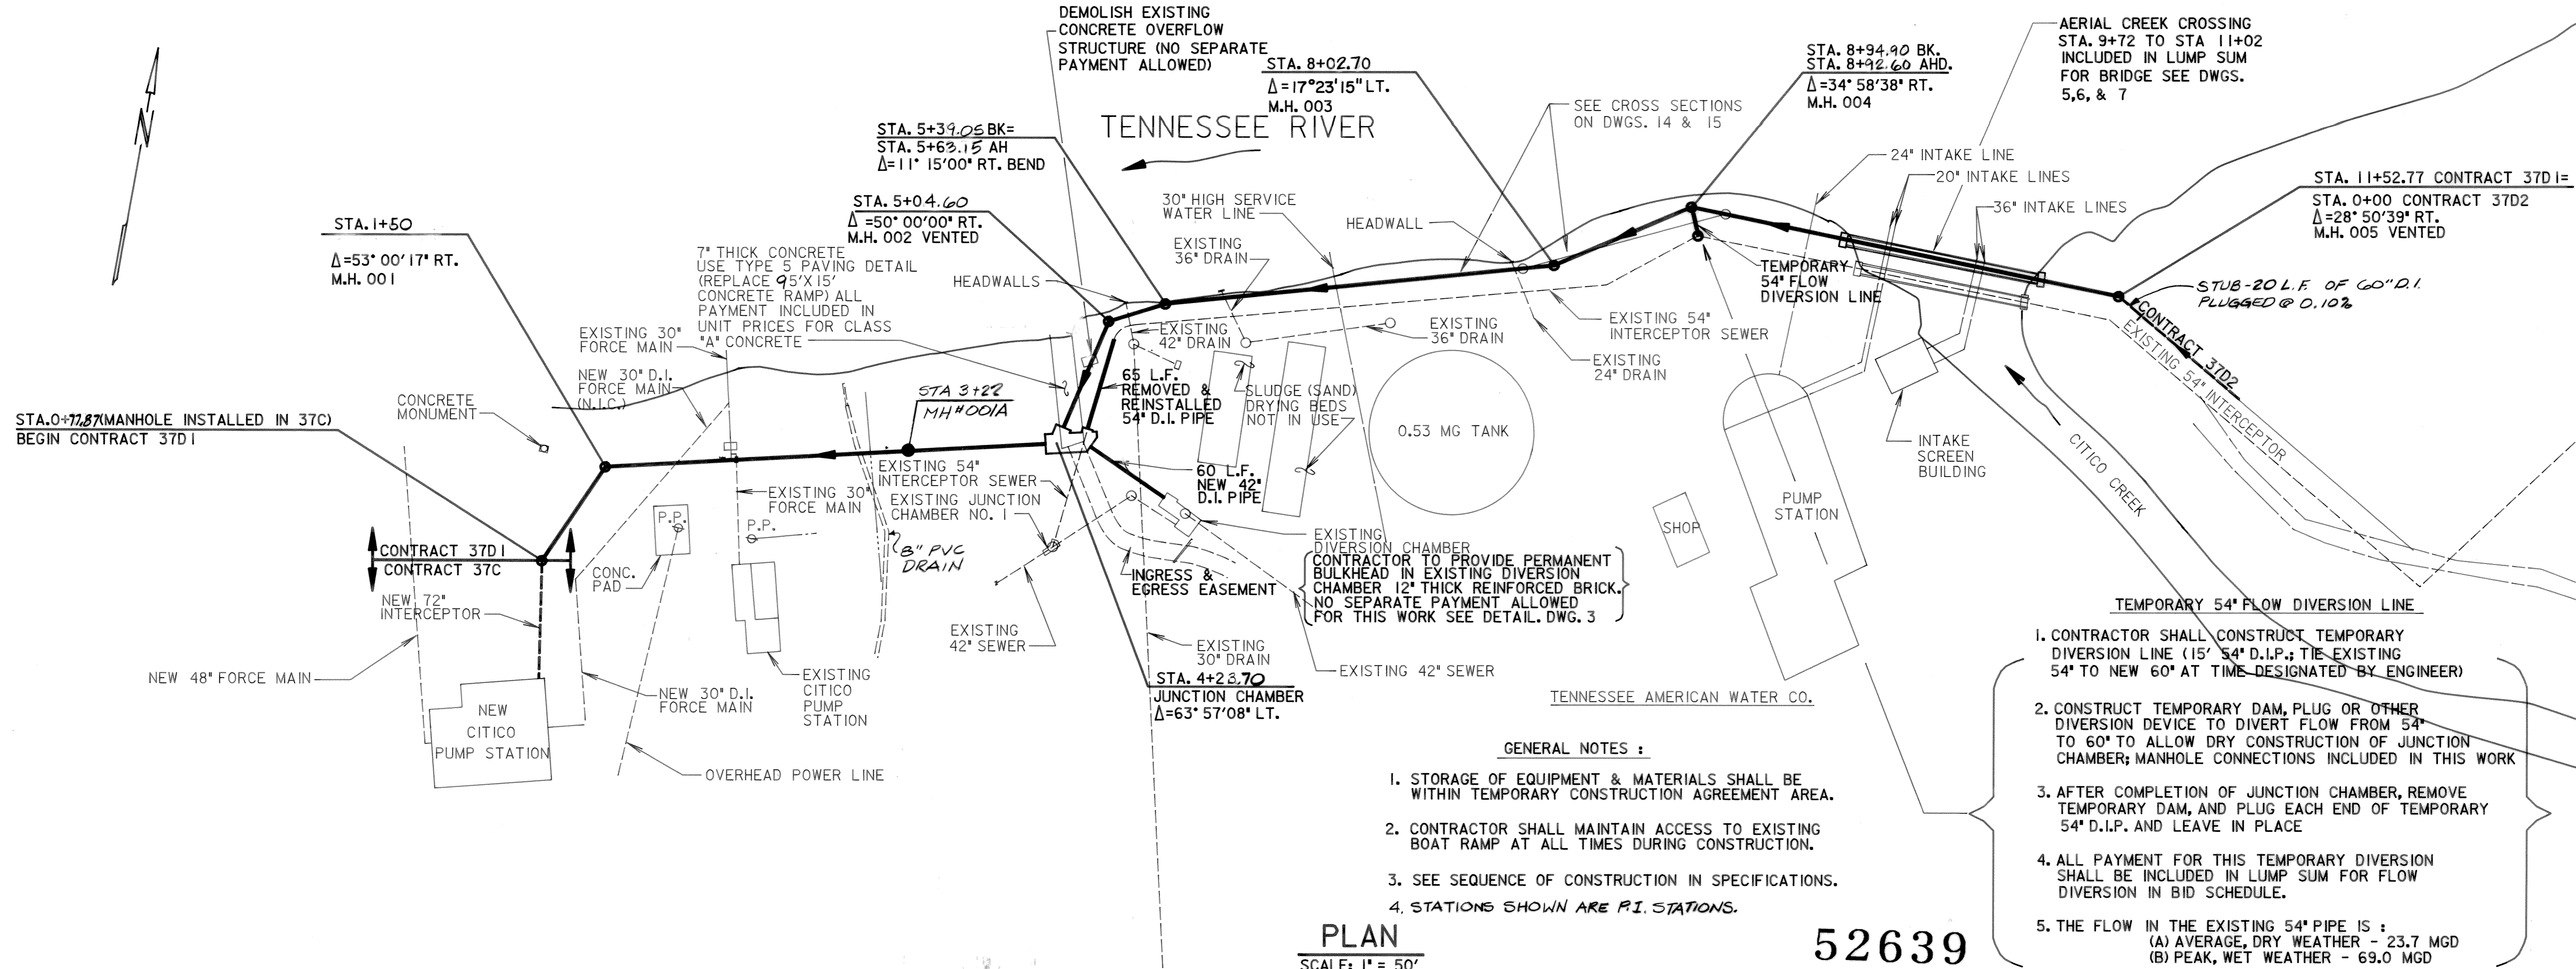 DEMOLISH EXISTING
CONCRETE OVERFLOW
STRUCTURE (NO SEPARATE
PAYMENT ALLOWED)
STA. 8+02.70
Δ=17°23'15" LT.
M.H. 003
STA. 8+94.90 BK.
STA. 8+92.60 AHD.
Δ=34° 58'38" RT.
M.H. 004
AERIAL CREEK CROSSING
STA. 9+72 TO STA 11+02
INCLUDED IN LUMP SUM
FOR BRIDGE SEE DWGS.
5,6, & 7
N
TENNESSEE RIVER
SEE CROSS SECTIONS
ON DWGS. 14 & 15
STA. 5+39.05 BK=
STA. 5+63.15 AH
Δ=11° 15'00" RT. BEND
24" INTAKE LINE
20" INTAKE LINES
36" INTAKE LINES
STA. 11+52.77 CONTRACT 37D1=
STA. 0+00 CONTRACT 37D2
Δ=28° 50'39" RT.
M.H. 005 VENTED
STA. 5+04.60
Δ=50° 00'00" RT.
M.H. 002 VENTED
30" HIGH SERVICE
WATER LINE
HEADWALL
EXISTING
36" DRAIN
STA. 1+50
Δ=53° 00'17" RT.
M.H. 001
7" THICK CONCRETE
USE TYPE 5 PAVING DETAIL
(REPLACE 95'X15'
CONCRETE RAMP) ALL
PAYMENT INCLUDED IN
UNIT PRICES FOR CLASS
"A" CONCRETE
HEADWALLS
TEMPORARY
54" FLOW
DIVERSION LINE
STUB-20 L.F. OF 60" D.I.
PLUGGED @ 0.10%
CONTRACT 37D2
EXISTING 54" INTERCEPTOR
EXISTING 30"
FORCE MAIN
EXISTING
42" DRAIN
EXISTING
36" DRAIN
EXISTING 54"
INTERCEPTOR SEWER
EXISTING
24" DRAIN
NEW 30" D.I.
FORCE MAIN
(N.I.C.)
CONCRETE
MONUMENT
STA 3+22
MH #001A
65 L.F.
REMOVED &
REINSTALLED
54" D.I. PIPE
SLUDGE (SAND)
DRYING BEDS
NOT IN USE
0.53 MG TANK
STA.0+77.87(MANHOLE INSTALLED IN 37C)
BEGIN CONTRACT 37D1
INTAKE
SCREEN
BUILDING
CITICO CREEK
EXISTING 54"
INTERCEPTOR SEWER
EXISTING JUNCTION
CHAMBER NO. 1
60 L.F.
NEW 42"
D.I. PIPE
EXISTING 30"
FORCE MAIN
P.P.
P.P.
PUMP
STATION
SHOP
CONTRACT 37D1
CONTRACT 37C
CONC.
PAD
8" PVC
DRAIN
EXISTING
DIVERSION CHAMBER
CONTRACTOR TO PROVIDE PERMANENT
BULKHEAD IN EXISTING DIVERSION
CHAMBER 12" THICK REINFORCED BRICK.
NO SEPARATE PAYMENT ALLOWED
FOR THIS WORK SEE DETAIL. DWG. 3
INGRESS &
EGRESS EASEMENT
NEW 72"
INTERCEPTOR
EXISTING
42" SEWER
EXISTING
30" DRAIN
EXISTING 42" SEWER
NEW 48" FORCE MAIN
NEW 30" D.I.
FORCE MAIN
EXISTING
CITICO
PUMP
STATION
STA. 4+23.70
JUNCTION CHAMBER
Δ=63° 57'08" LT.
TENNESSEE AMERICAN WATER CO.
NEW
CITICO
PUMP STATION
OVERHEAD POWER LINE
GENERAL NOTES :
1. STORAGE OF EQUIPMENT & MATERIALS SHALL BE
WITHIN TEMPORARY CONSTRUCTION AGREEMENT AREA.
2. CONTRACTOR SHALL MAINTAIN ACCESS TO EXISTING
BOAT RAMP AT ALL TIMES DURING CONSTRUCTION.
3. SEE SEQUENCE OF CONSTRUCTION IN SPECIFICATIONS.
4. STATIONS SHOWN ARE P.I. STATIONS.
TEMPORARY 54" FLOW DIVERSION LINE
1. CONTRACTOR SHALL CONSTRUCT TEMPORARY
DIVERSION LINE (15' 54" D.I.P.; TIE EXISTING
54" TO NEW 60" AT TIME DESIGNATED BY ENGINEER)
2. CONSTRUCT TEMPORARY DAM, PLUG OR OTHER
DIVERSION DEVICE TO DIVERT FLOW FROM 54"
TO 60" TO ALLOW DRY CONSTRUCTION OF JUNCTION
CHAMBER; MANHOLE CONNECTIONS INCLUDED IN THIS WORK
3. AFTER COMPLETION OF JUNCTION CHAMBER, REMOVE
TEMPORARY DAM, AND PLUG EACH END OF TEMPORARY
54" D.I.P. AND LEAVE IN PLACE
4. ALL PAYMENT FOR THIS TEMPORARY DIVERSION
SHALL BE INCLUDED IN LUMP SUM FOR FLOW
DIVERSION IN BID SCHEDULE.
5. THE FLOW IN THE EXISTING 54" PIPE IS :
(A) AVERAGE, DRY WEATHER - 23.7 MGD
(B) PEAK, WET WEATHER - 69.0 MGD
PLAN
SCALE: 1" = 50'
52639